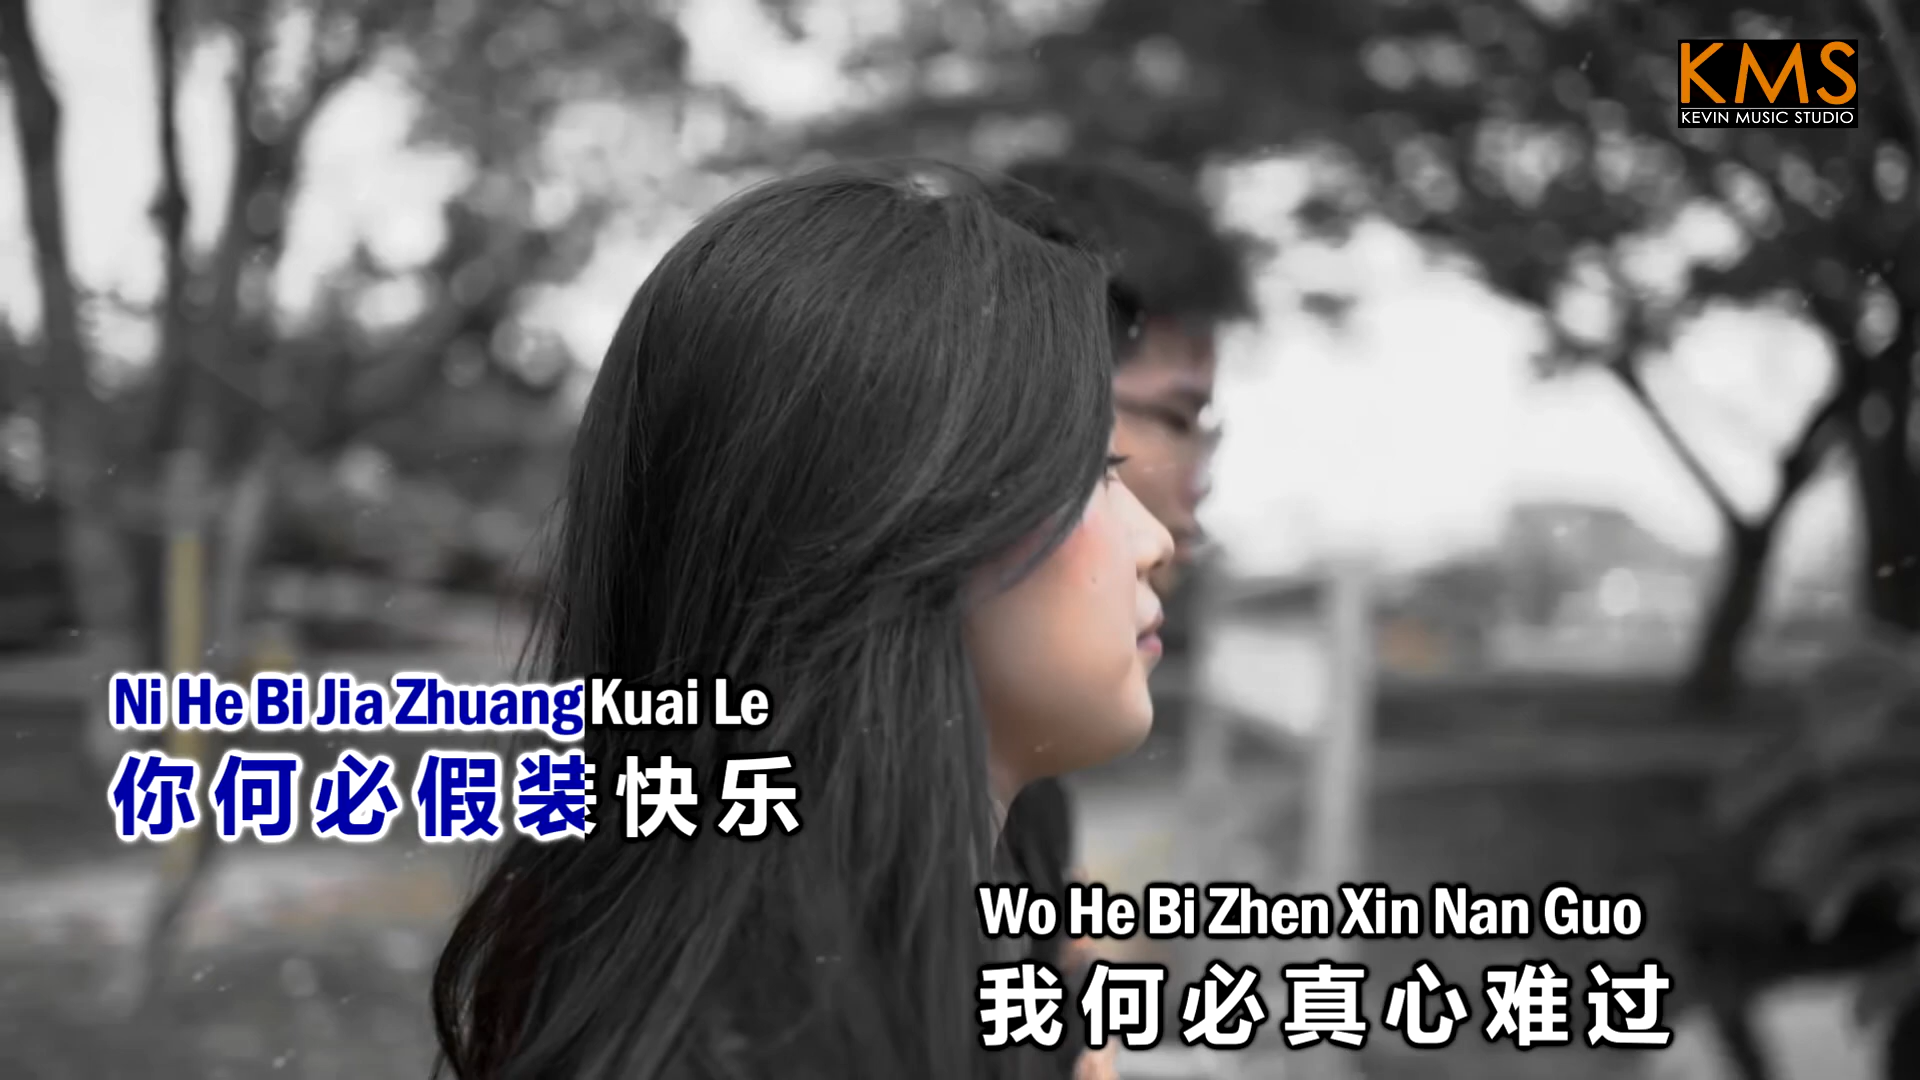 KMS
KEVIN MUSIC STUDIO
Ni He Bi Jia Zhuang Kuai Le
你何必假装快乐
Wo He Bi Zhen Xin Nan Guo
我何必真心难过